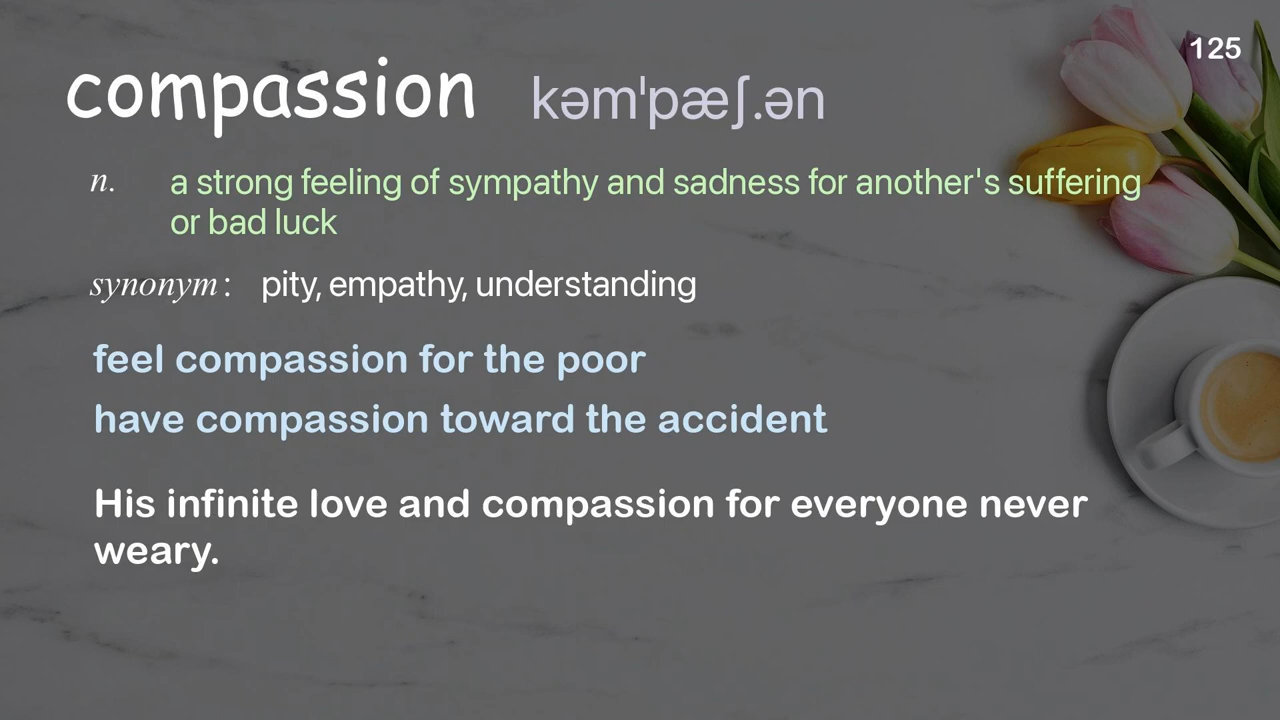 125
compassion kəmˈpæʃ.ən
n. a strong feeling of sympathy and sadness for another's suffering
or bad luck
synonym: pity, empathy, understanding
feel compassion for the poor
have compassion toward the accident
His infinite love and compassion for everyone never
weary.